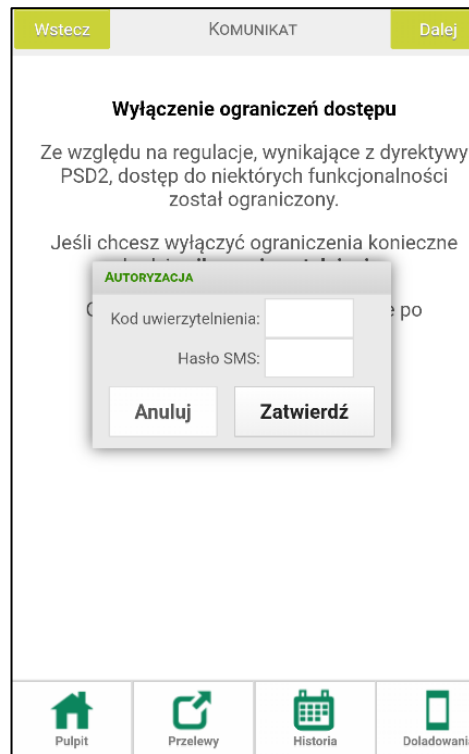 Wstecz KOMUNIKAT Dalej
Wyłączenie ograniczeń dostępu
Ze względu na regulacje, wynikające z dyrektywy
PSD2, dostęp do niektórych funkcjonalności
został ograniczony.
Jeśli chcesz wyłączyć ograniczenia konieczne
AUTORYZACJA
po
Kod uwierzytelnienia:
Hasło SMS:
Anuluj Zatwierdź
Pulpit Przelewy Historia Doladowani